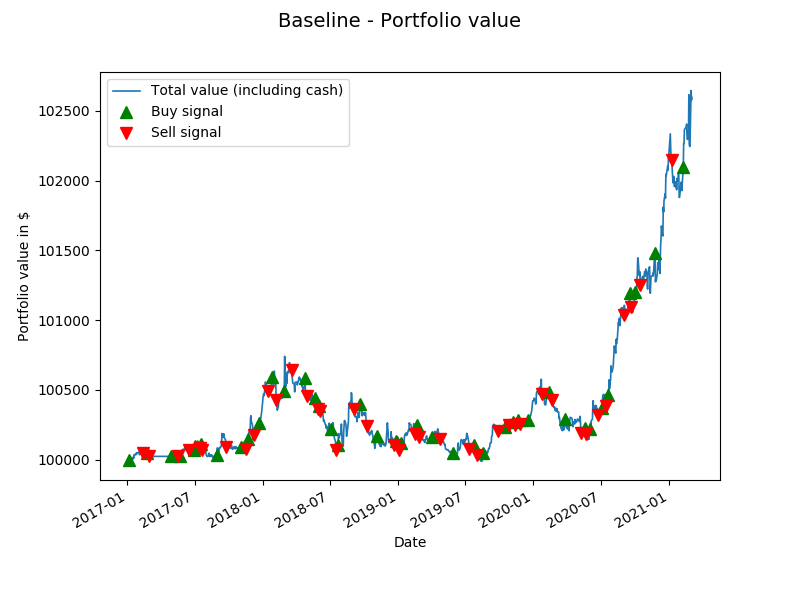 Baseline - Portfolio value
Total value (including cash)
Buy signal
Sell signal
Portfolio value in $
102500
102000
101500
101000
100500
100000
2017-01
2017-07
2018-01
2018-07
2019-01
2019-07
2020-01
2020-07
2021-01
Date